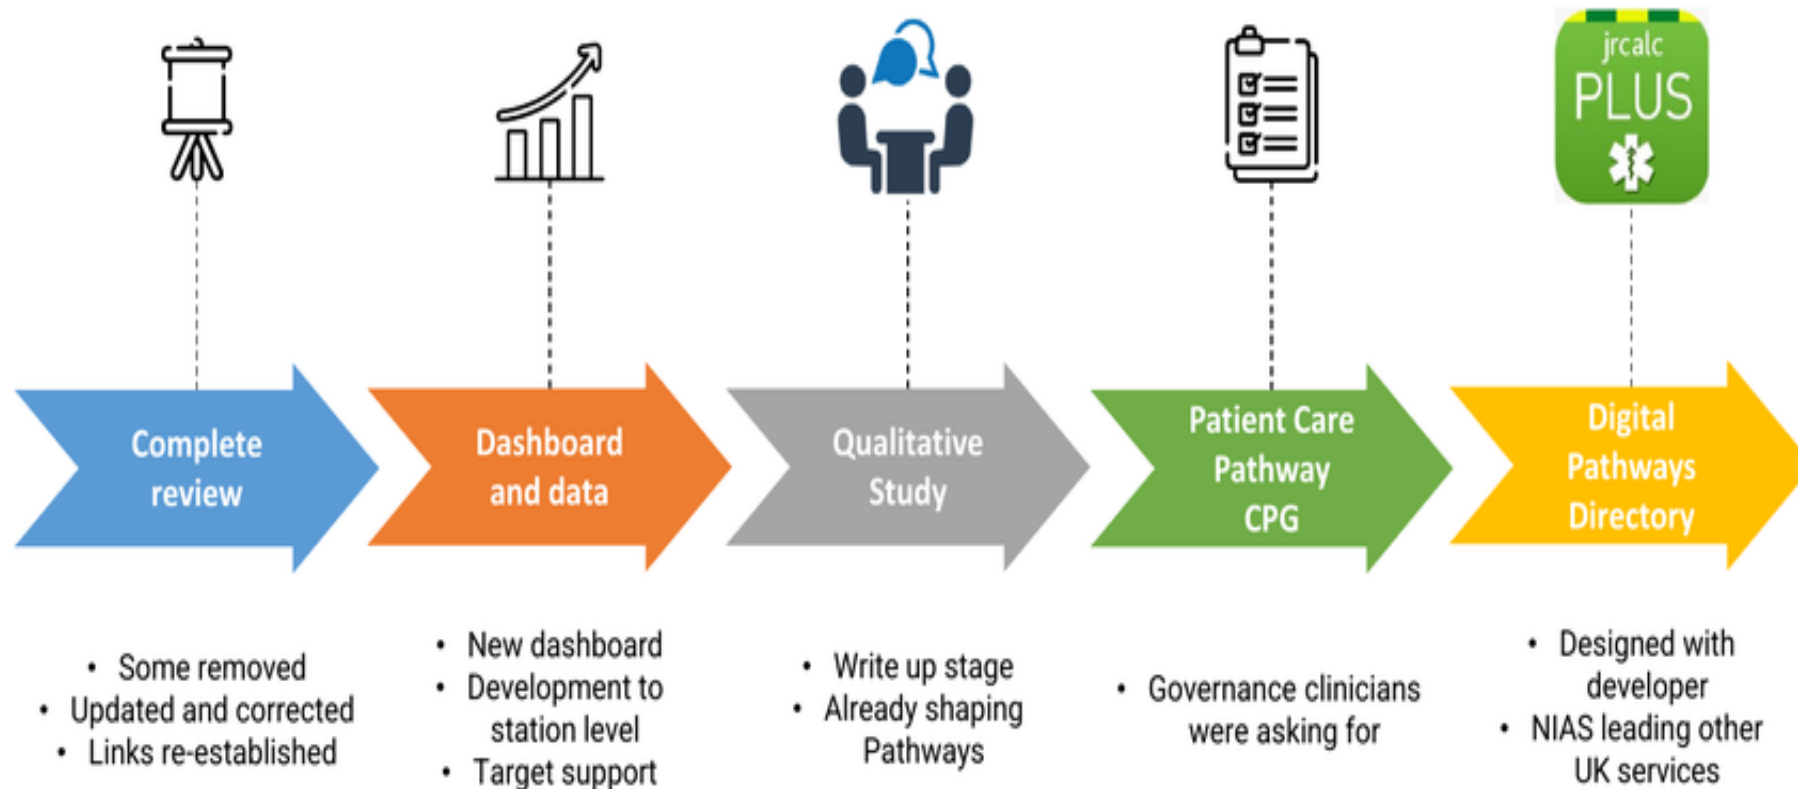 jrcalc
PLUS
Complete
review
Dashboard
and data
Qualitative
Study
Patient Care
Pathway
CPG
Digital
Pathways
Directory
• Some removed
• Updated and corrected
• Links re-established
• New dashboard
• Development to
station level
• Target support
• Write up stage
• Already shaping
Pathways
• Governance clinicians
were asking for
• Designed with
developer
• NIAS leading other
UK services